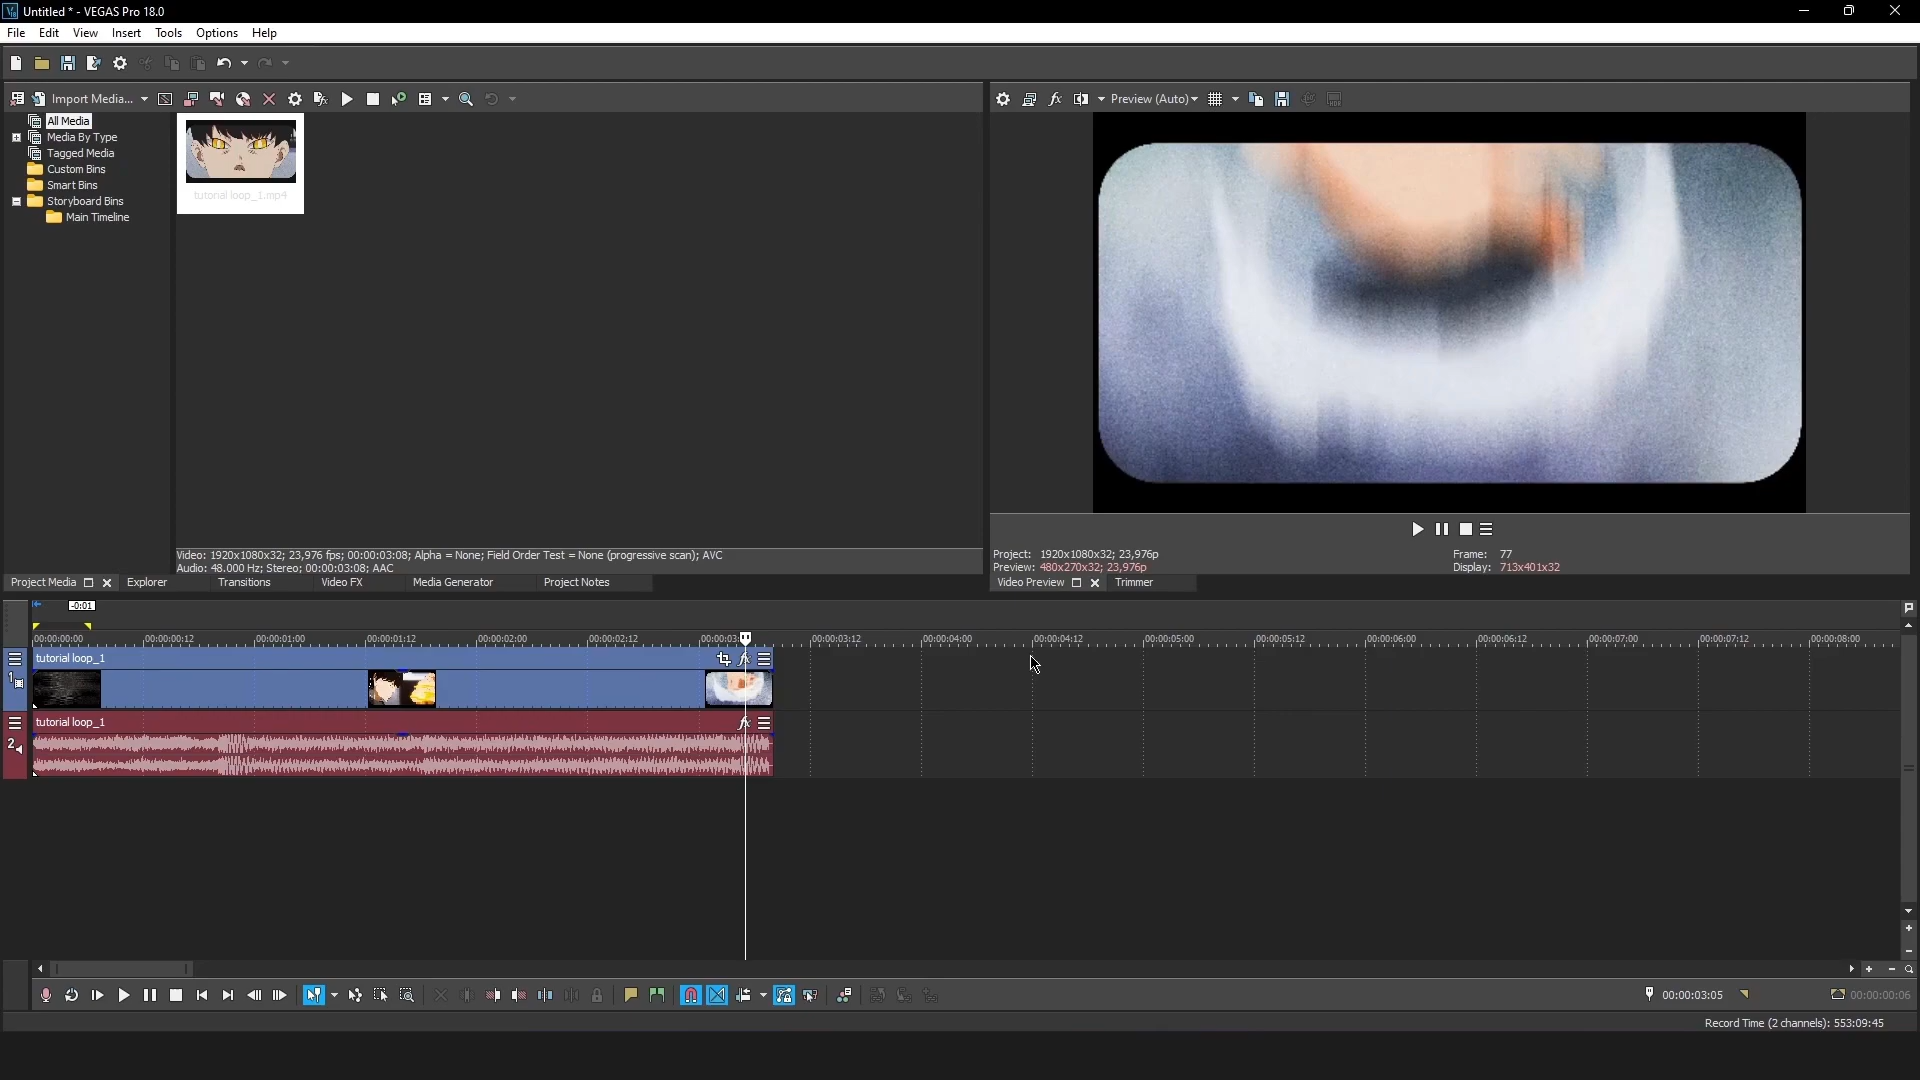 Untitled * - VEGAS Pro 18.0
File Edit View Insert Tools Options Help
Import Media... Preview (Auto)
All Media
Media By Type
Tagged Media
Custom Bins
Smart Bins
Storyboard Bins
Main Timeline
tutorial loop_1.mp4
Video: 1920x1080x32; 23,976 fps; 00:00:03:08; Alpha = None; Field Order Test = None (progressive scan); AVC
Audio: 48.000 Hz; Stereo; 00:00:03:08; AAC
Project: 1920x1080x32; 23,976p Frame: 77
Preview: 480x270x32; 23,976p Display: 713x401x32
Project Media Explorer Transitions Video FX Media Generator Project Notes Video Preview Trimmer
-0:01
00:00:00:00 00:00:00:12 00:00:01:00 00:00:01:12 00:00:02:00 00:00:02:12 00:00:03: 00:00:03:12 00:00:04:00 00:00:04:12 00:00:05:00 00:00:05:12 00:00:06:00 00:00:06:12 00:00:07:00 00:00:07:12 00:00:08:00
tutorial loop_1
1
tutorial loop_1
2
00:00:03:05 00:00:00:06
Record Time (2 channels): 553:09:45